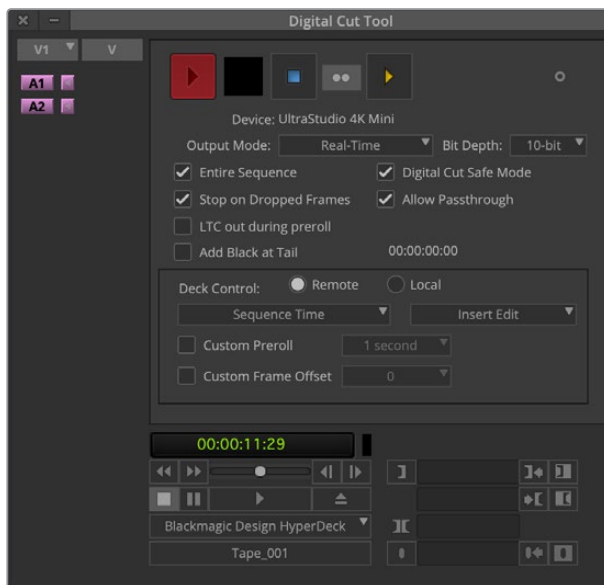 Digital Cut Tool
V1 V
A1
A2
Device: UltraStudio 4K Mini
Output Mode: Real-Time Bit Depth: 10-bit
Entire Sequence Digital Cut Safe Mode
Stop on Dropped Frames Allow Passthrough
LTC out during preroll
Add Black at Tail 00:00:00:00
Deck Control: Remote Local
Sequence Time Insert Edit
Custom Preroll 1 second
Custom Frame Offset 0
00:00:11:29
Blackmagic Design HyperDeck
Tape_001